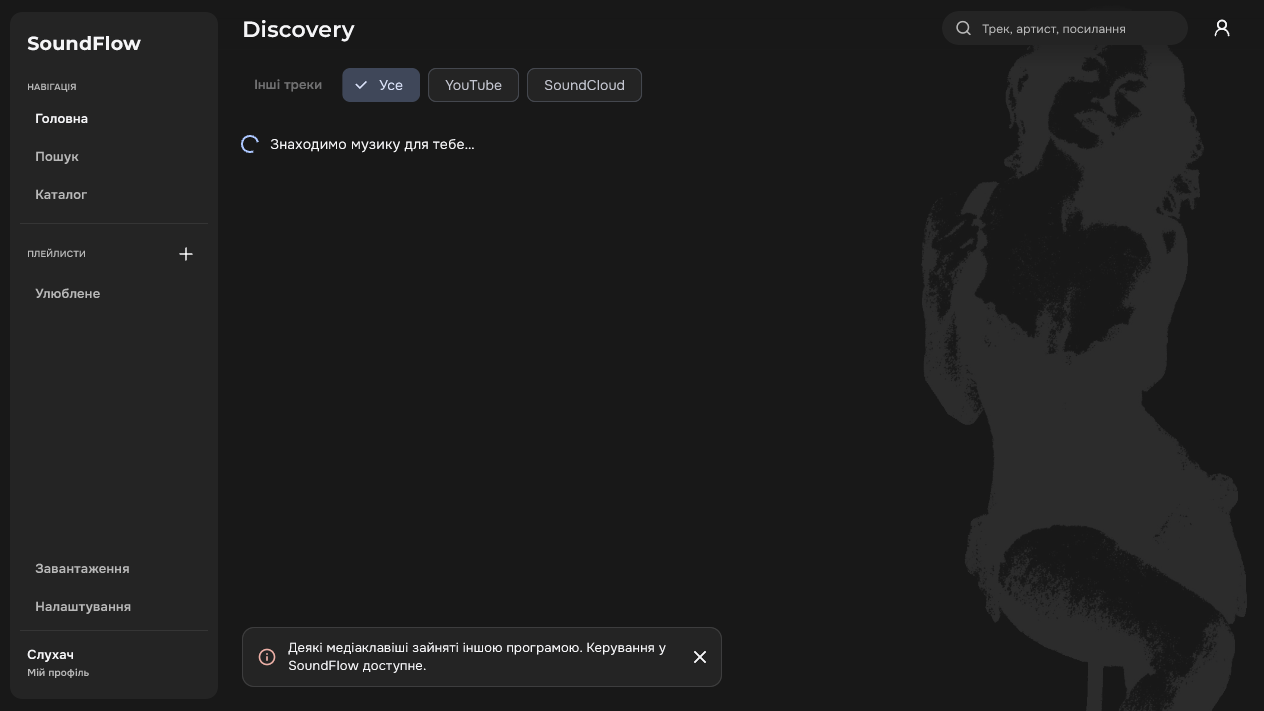 SoundFlow
НАВІГАЦІЯ
Головна
Пошук
Каталог
ПЛЕЙЛИСТИ
Улюблене
Завантаження
Налаштування
Слухач
Мій профіль
Discovery
Трек, артист, посилання
Інші треки
Усе
YouTube
SoundCloud
Знаходимо музику для тебе...
Деякі медіаклавіші зайняті іншою програмою. Керування у
SoundFlow доступне.